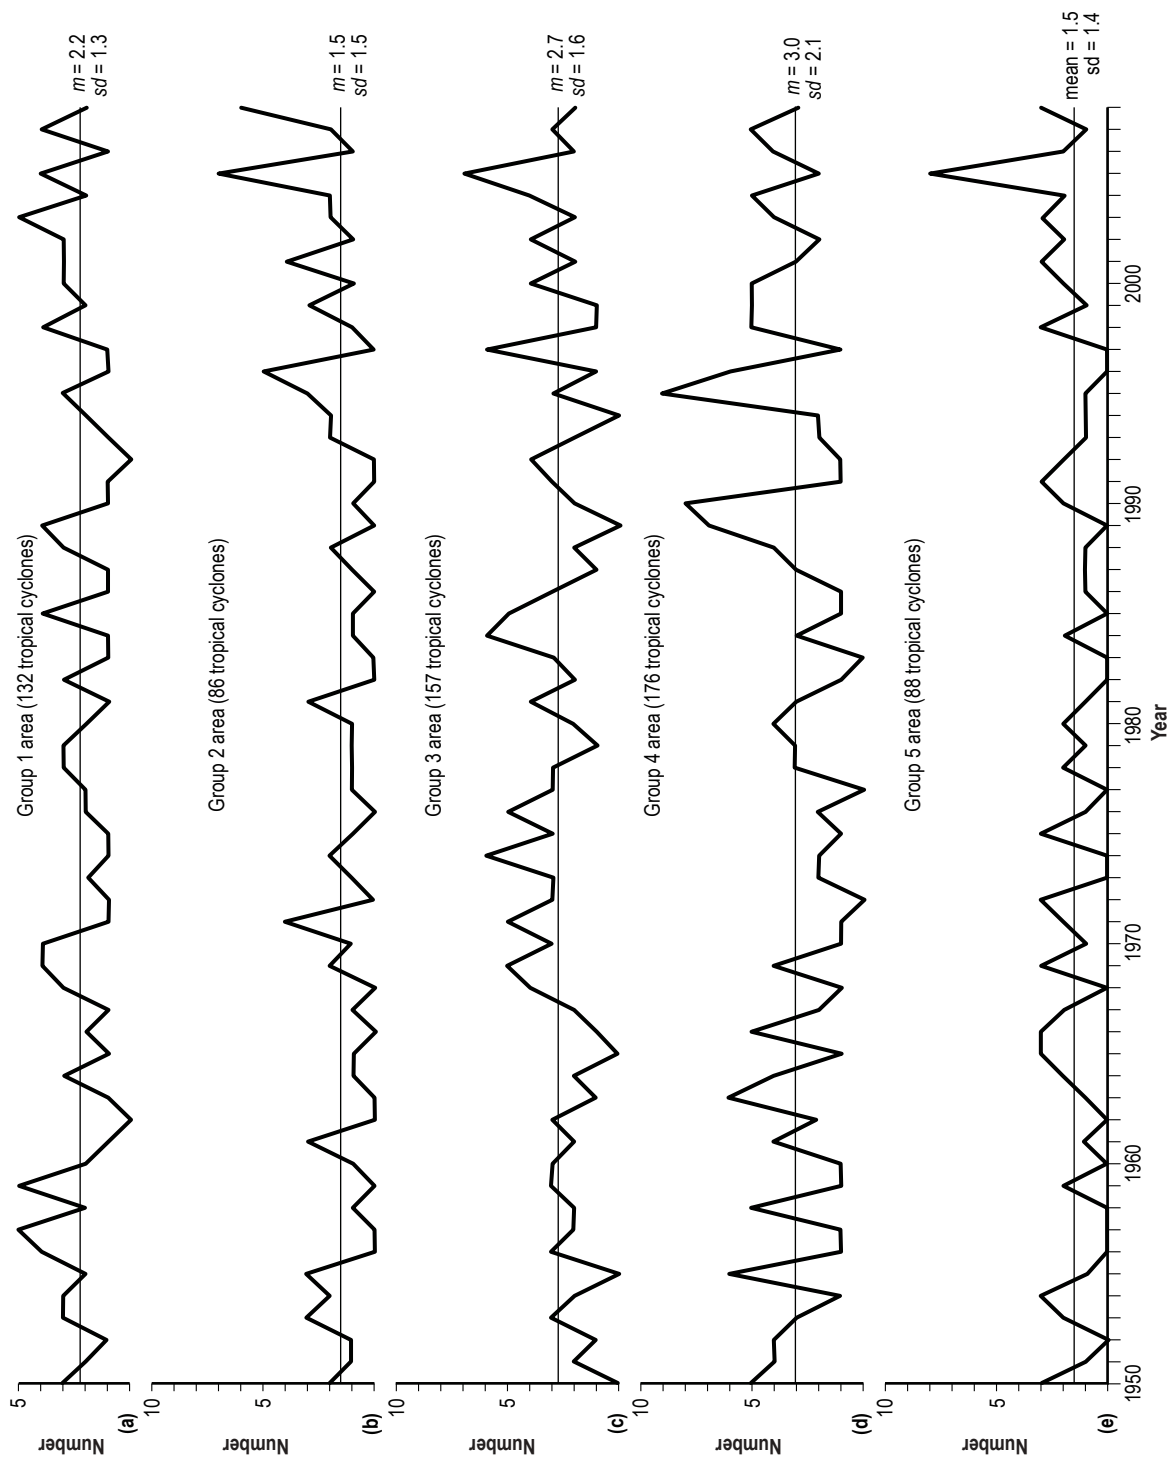 Group 1 area (132 tropical cyclones)
5
Number
(a)
m = 2.2
sd = 1.3
Group 2 area (86 tropical cyclones)
10
5
Number
(b)
m = 1.5
sd = 1.5
Group 3 area (157 tropical cyclones)
10
5
Number
(c)
m = 2.7
sd = 1.6
Group 4 area (176 tropical cyclones)
10
5
Number
(d)
m = 3.0
sd = 2.1
Group 5 area (88 tropical cyclones)
10
5
Number
(e)
mean = 1.5
sd = 1.4
1950 1960 1970 1980 1990 2000
Year